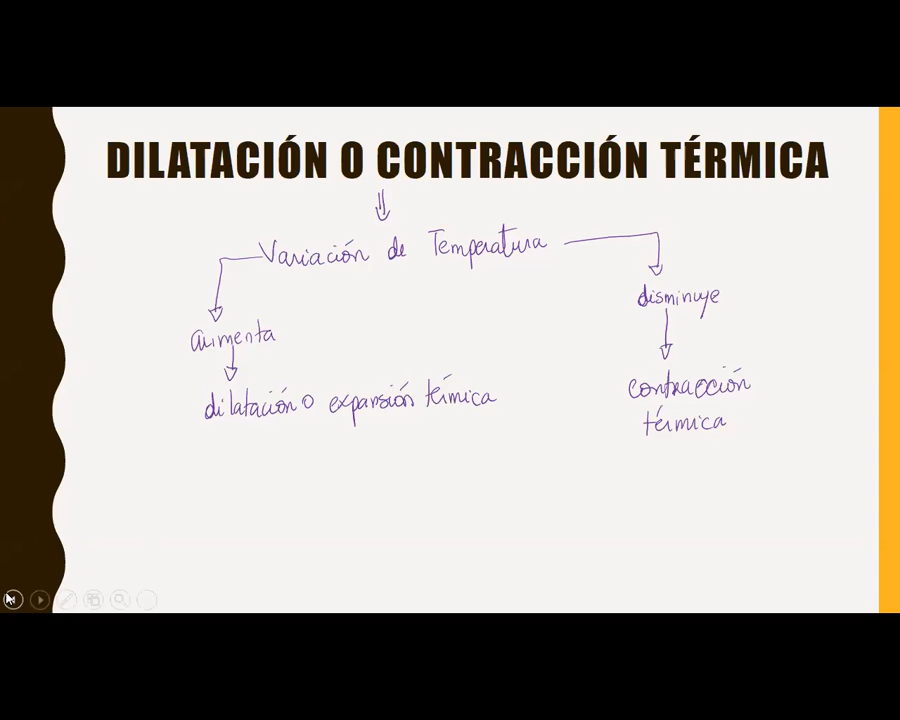 DILATACIÓN O CONTRACCIÓN TÉRMICA
Variación de Temperatura
aumenta
disminuye
dilatación o expansión térmica
contracción
térmica